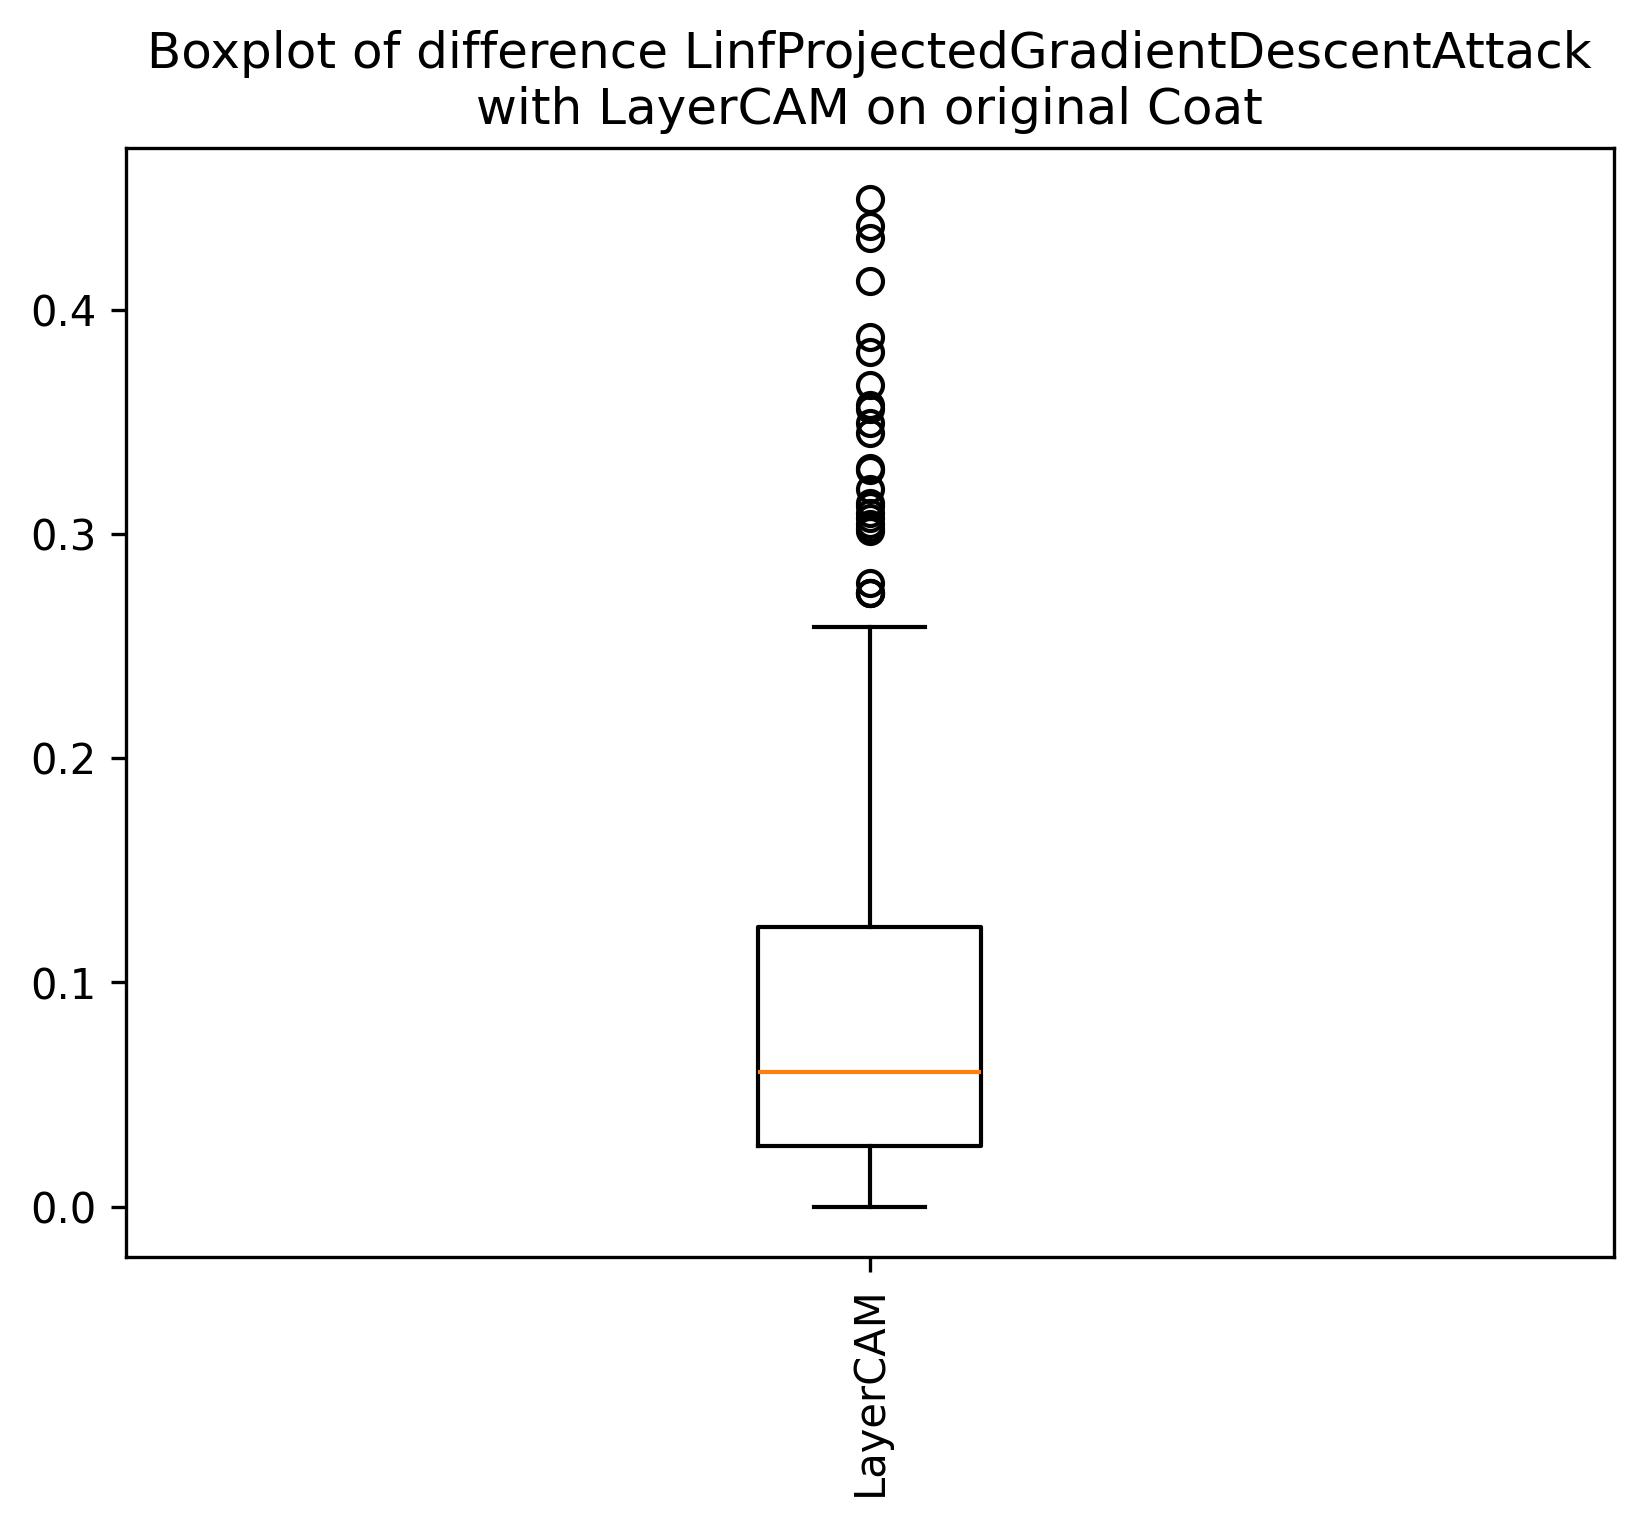 Boxplot of difference LinfProjectedGradientDescentAttack
with LayerCAM on original Coat
0.4
0.3
0.2
0.1
0.0
LayerCAM